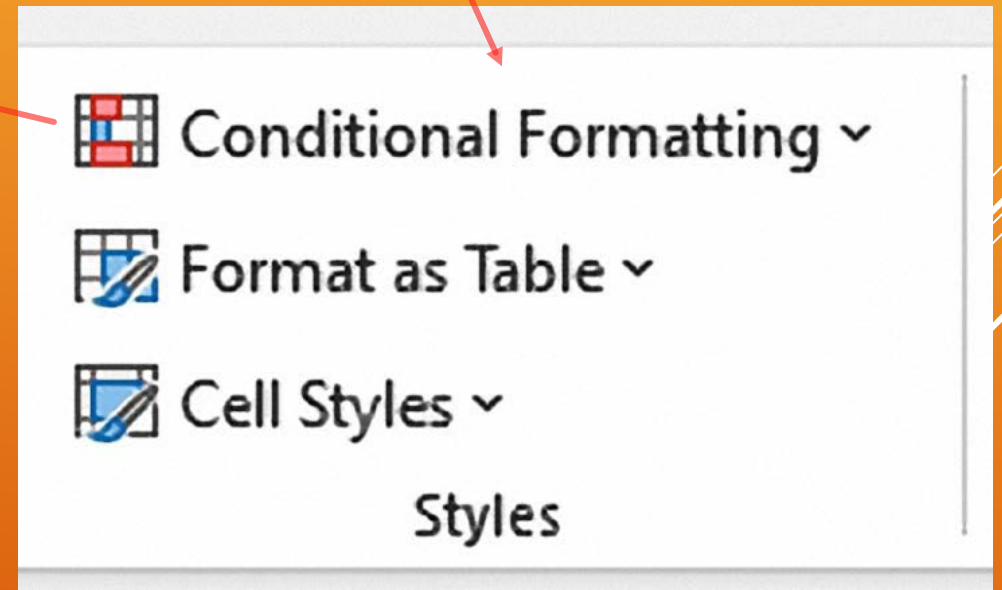 Conditional Formatting
Format as Table
Cell Styles
Styles